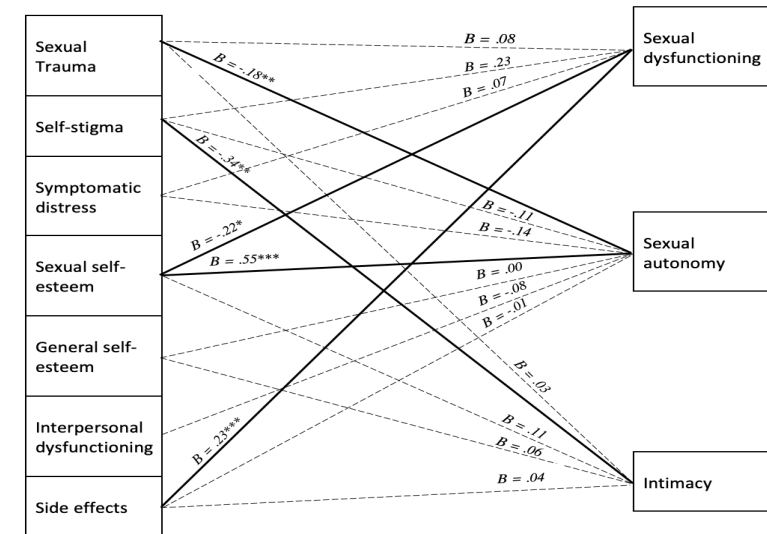 Sexual
Trauma
Self-stigma
Symptomatic
distress
Sexual self-
esteem
General self-
esteem
Interpersonal
dysfunctioning
Side effects
B = .08
B = -.18**
B = .23
B = .07
B = -.34**
B = -.11
B = -.14
B = -.22*
B = .55***
B = .00
B = -.08
B = -.01
B = .03
B = .11
B = .06
B = .23***
B = .04
Sexual
dysfunctioning
Sexual
autonomy
Intimacy